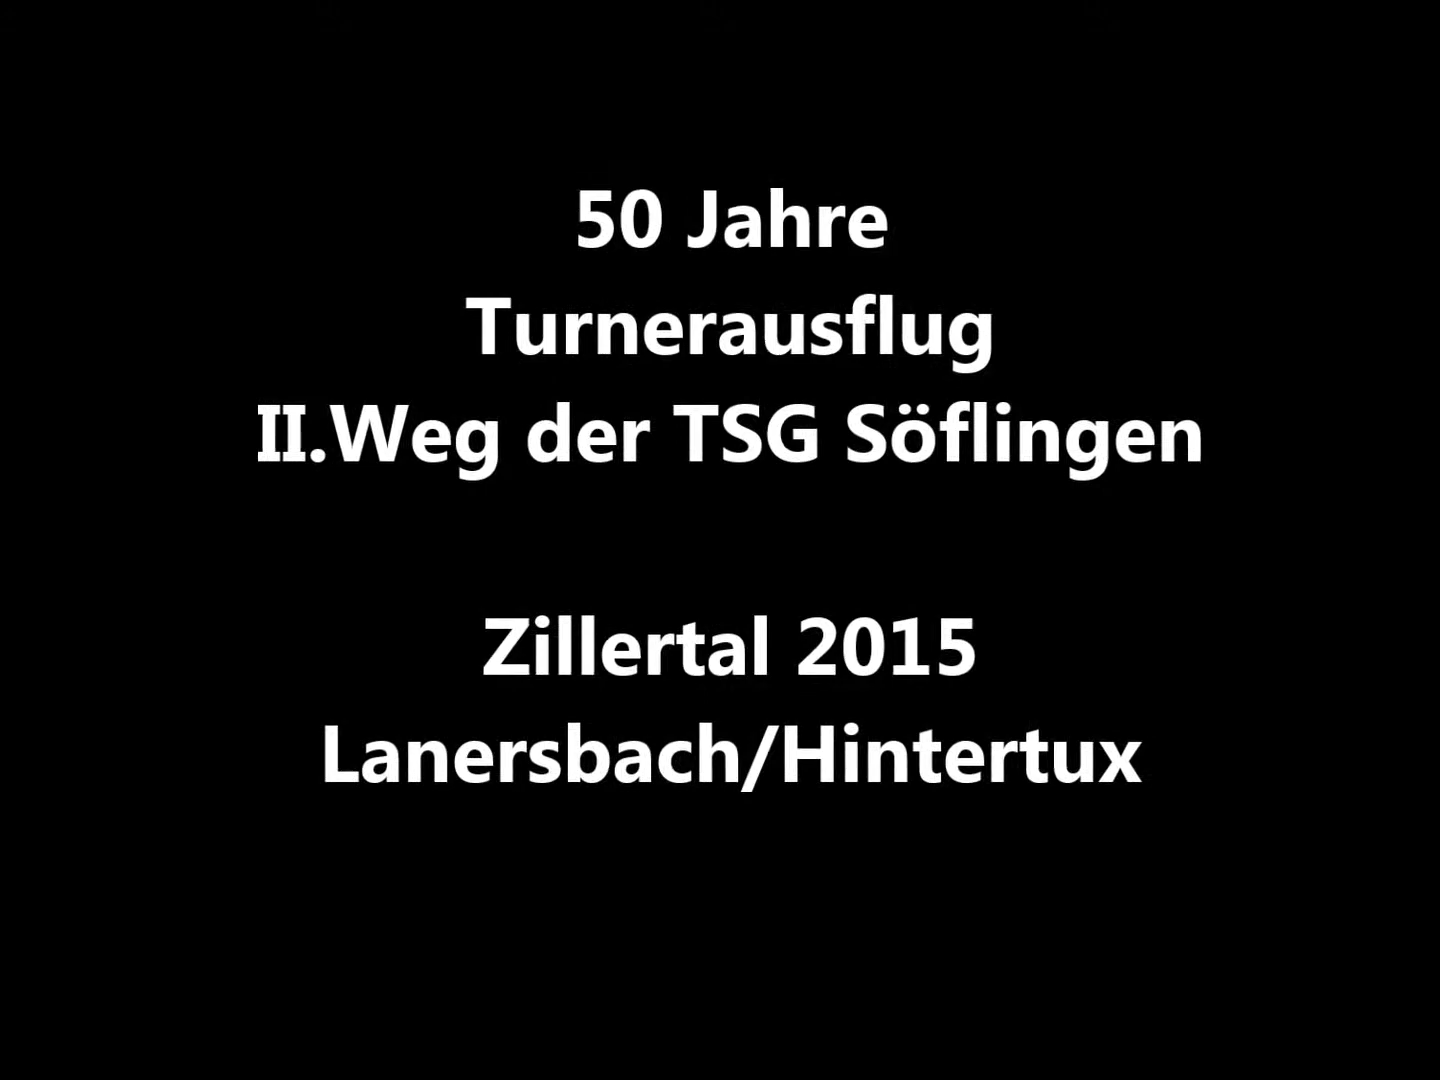 50 Jahre
Turnerausflug
II.Weg der TSG Söflingen
Zillertal 2015
Lanersbach/Hintertux